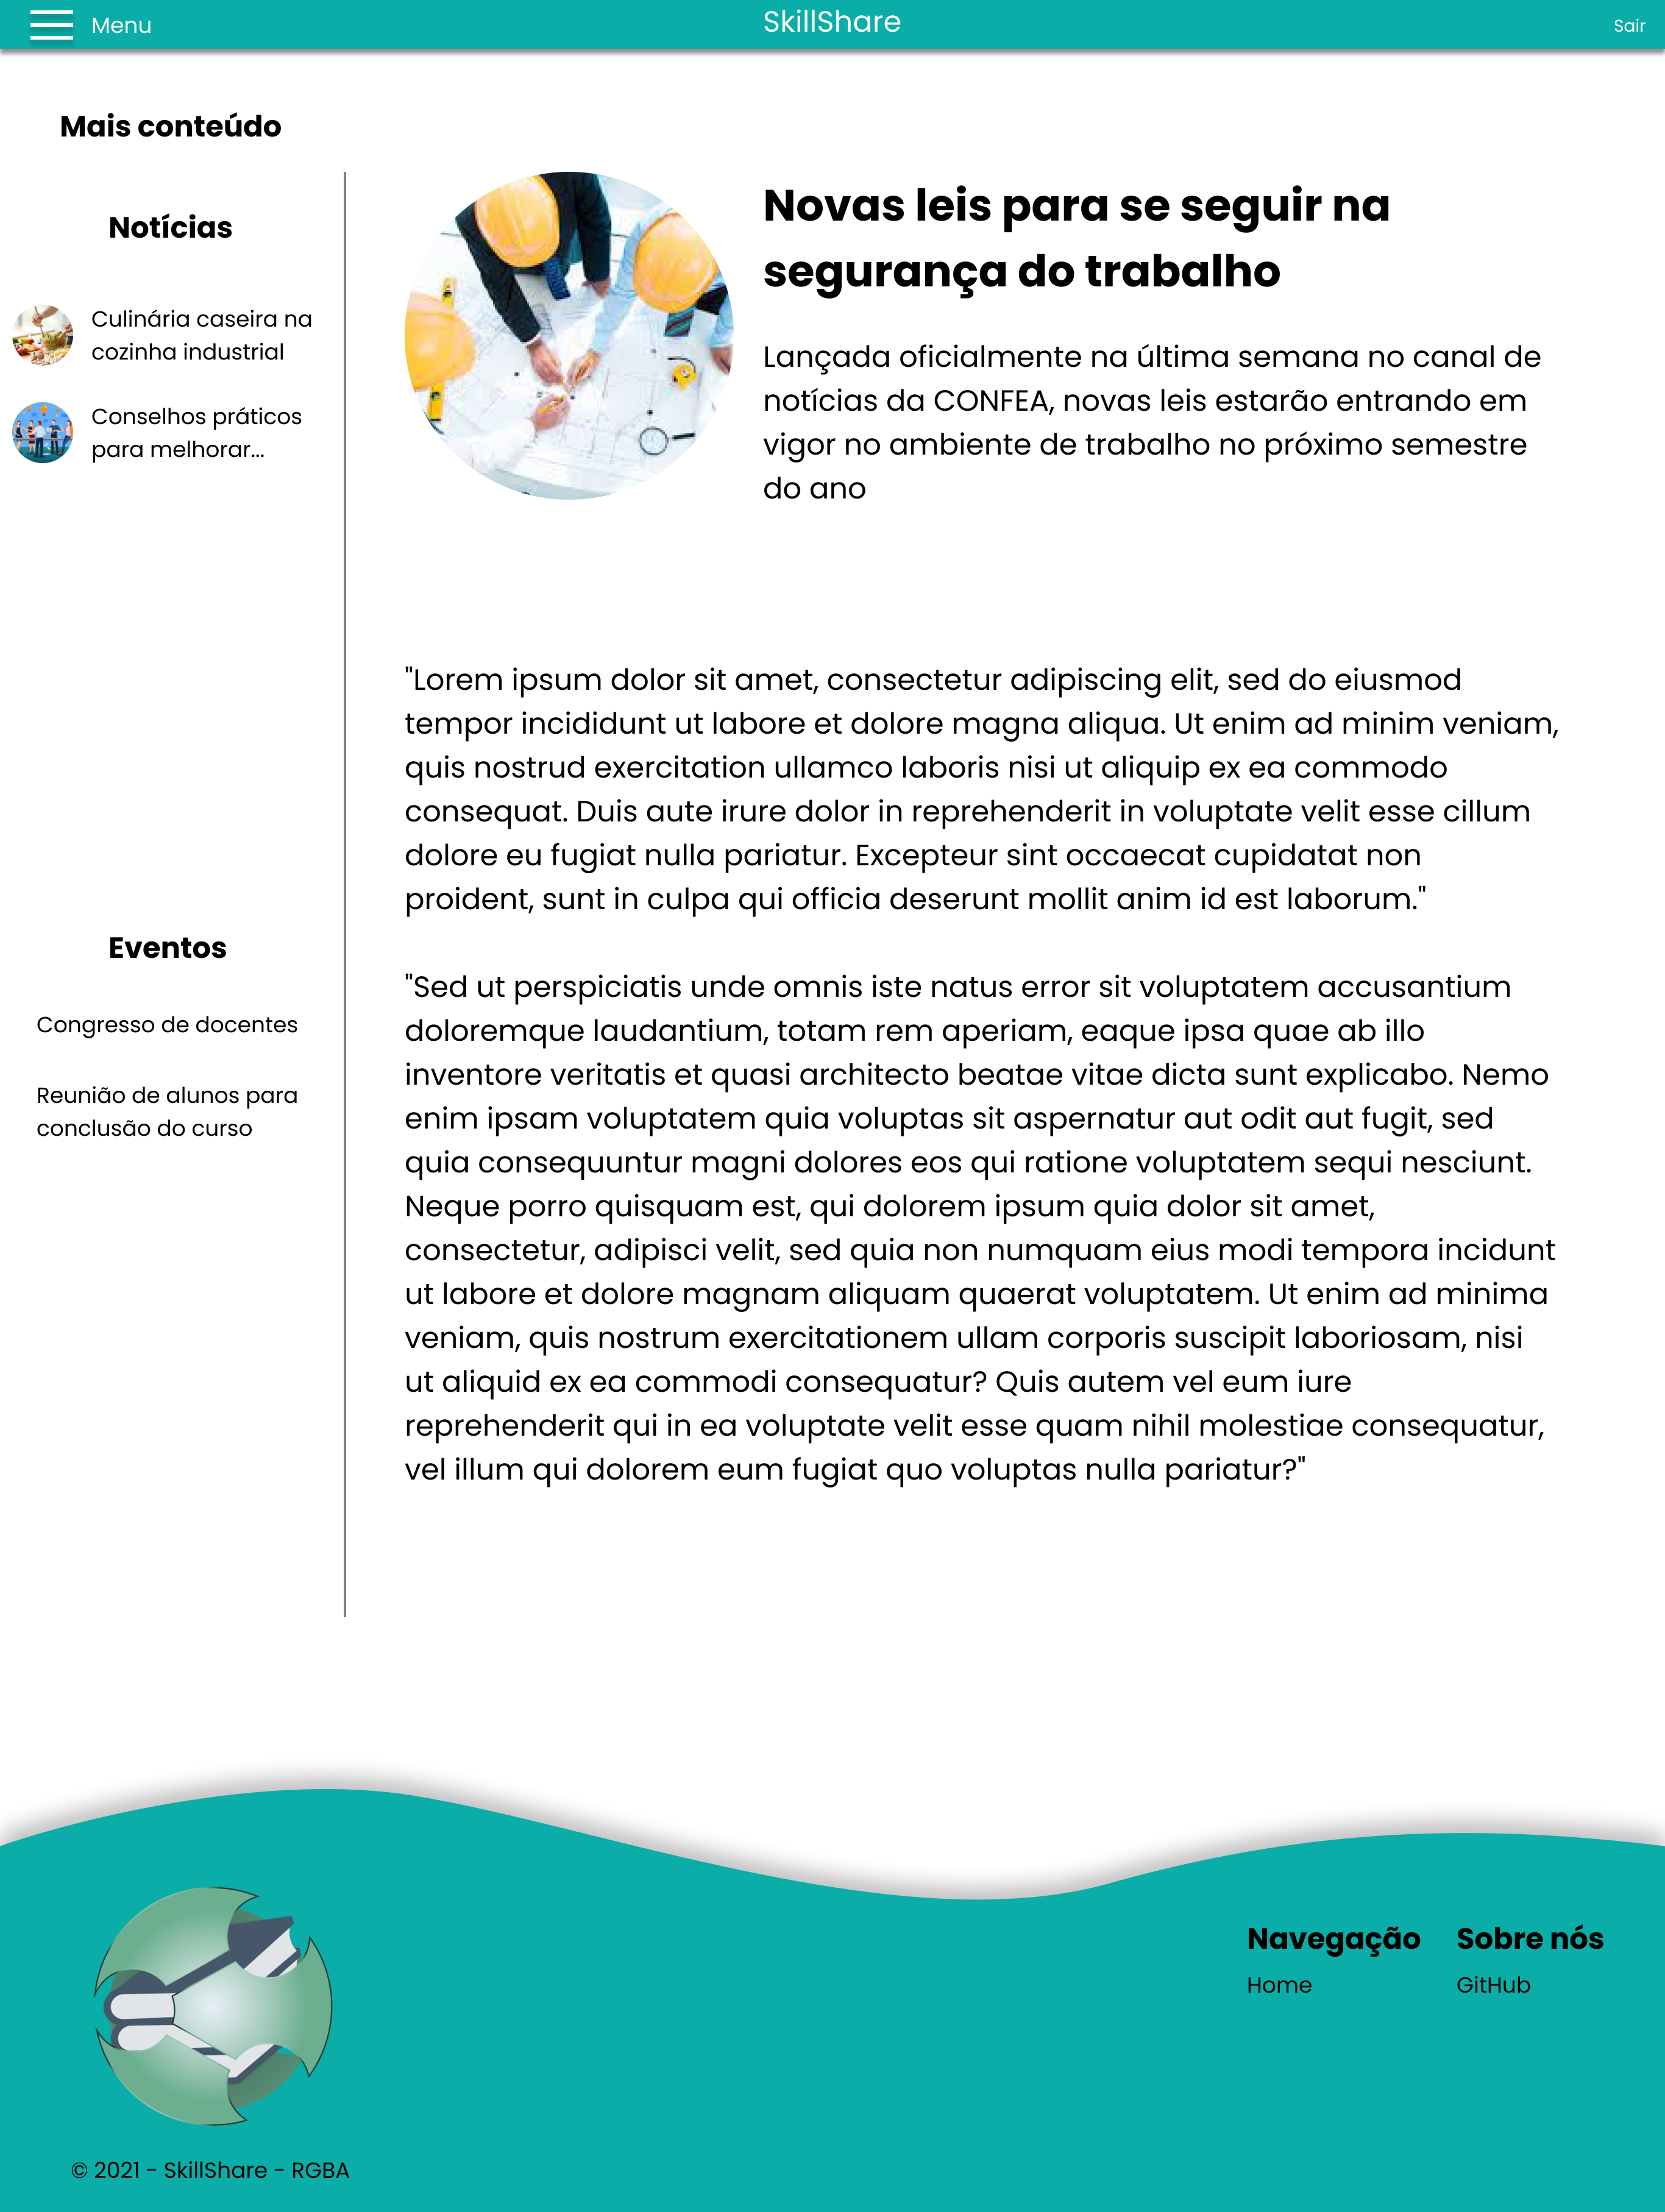 Menu
SkillShare
Sair
Mais conteúdo
Notícias
Culinária caseira na
cozinha industrial
Conselhos práticos
para melhorar...
Eventos
Congresso de docentes
Reunião de alunos para
conclusão do curso
Novas leis para se seguir na
segurança do trabalho
Lançada oficialmente na última semana no canal de
notícias da CONFEA, novas leis estarão entrando em
vigor no ambiente de trabalho no próximo semestre
do ano
"Lorem ipsum dolor sit amet, consectetur adipiscing elit, sed do eiusmod
tempor incididunt ut labore et dolore magna aliqua. Ut enim ad minim veniam,
quis nostrud exercitation ullamco laboris nisi ut aliquip ex ea commodo
consequat. Duis aute irure dolor in reprehenderit in voluptate velit esse cillum
dolore eu fugiat nulla pariatur. Excepteur sint occaecat cupidatat non
proident, sunt in culpa qui officia deserunt mollit anim id est laborum."
"Sed ut perspiciatis unde omnis iste natus error sit voluptatem accusantium
doloremque laudantium, totam rem aperiam, eaque ipsa quae ab illo
inventore veritatis et quasi architecto beatae vitae dicta sunt explicabo. Nemo
enim ipsam voluptatem quia voluptas sit aspernatur aut odit aut fugit, sed
quia consequuntur magni dolores eos qui ratione voluptatem sequi nesciunt.
Neque porro quisquam est, qui dolorem ipsum quia dolor sit amet,
consectetur, adipisci velit, sed quia non numquam eius modi tempora incidunt
ut labore et dolore magnam aliquam quaerat voluptatem. Ut enim ad minima
veniam, quis nostrum exercitationem ullam corporis suscipit laboriosam, nisi
ut aliquid ex ea commodi consequatur? Quis autem vel eum iure
reprehenderit qui in ea voluptate velit esse quam nihil molestiae consequatur,
vel illum qui dolorem eum fugiat quo voluptas nulla pariatur?"
Navegação
Home
Sobre nós
GitHub
© 2021 - SkillShare - RGBA